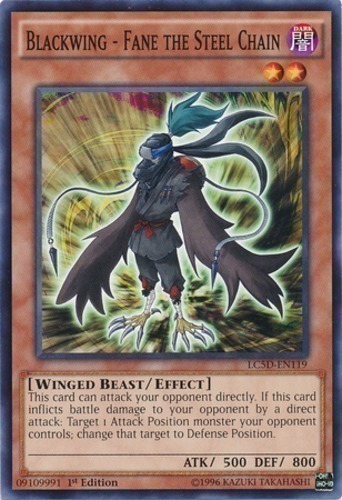 Blackwing - Fane the Steel Chain
DARK
闇
LC5D-EN119
[Winged Beast/Effect]
This card can attack your opponent directly. If this card
inflicts battle damage to your opponent by a direct
attack: Target 1 Attack Position monster your opponent
controls; change that target to Defense Position.
ATK/ 500 DEF/ 800
09109991 1st Edition ©1996 KAZUKI TAKAHASHI